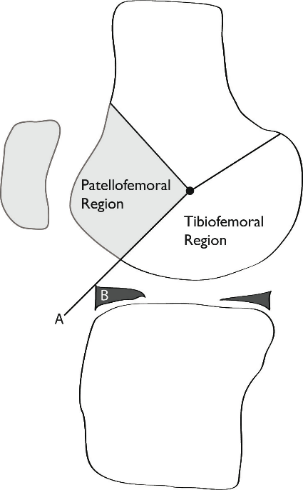 Patellofemoral
Region
Tibiofemoral
Region
B
A